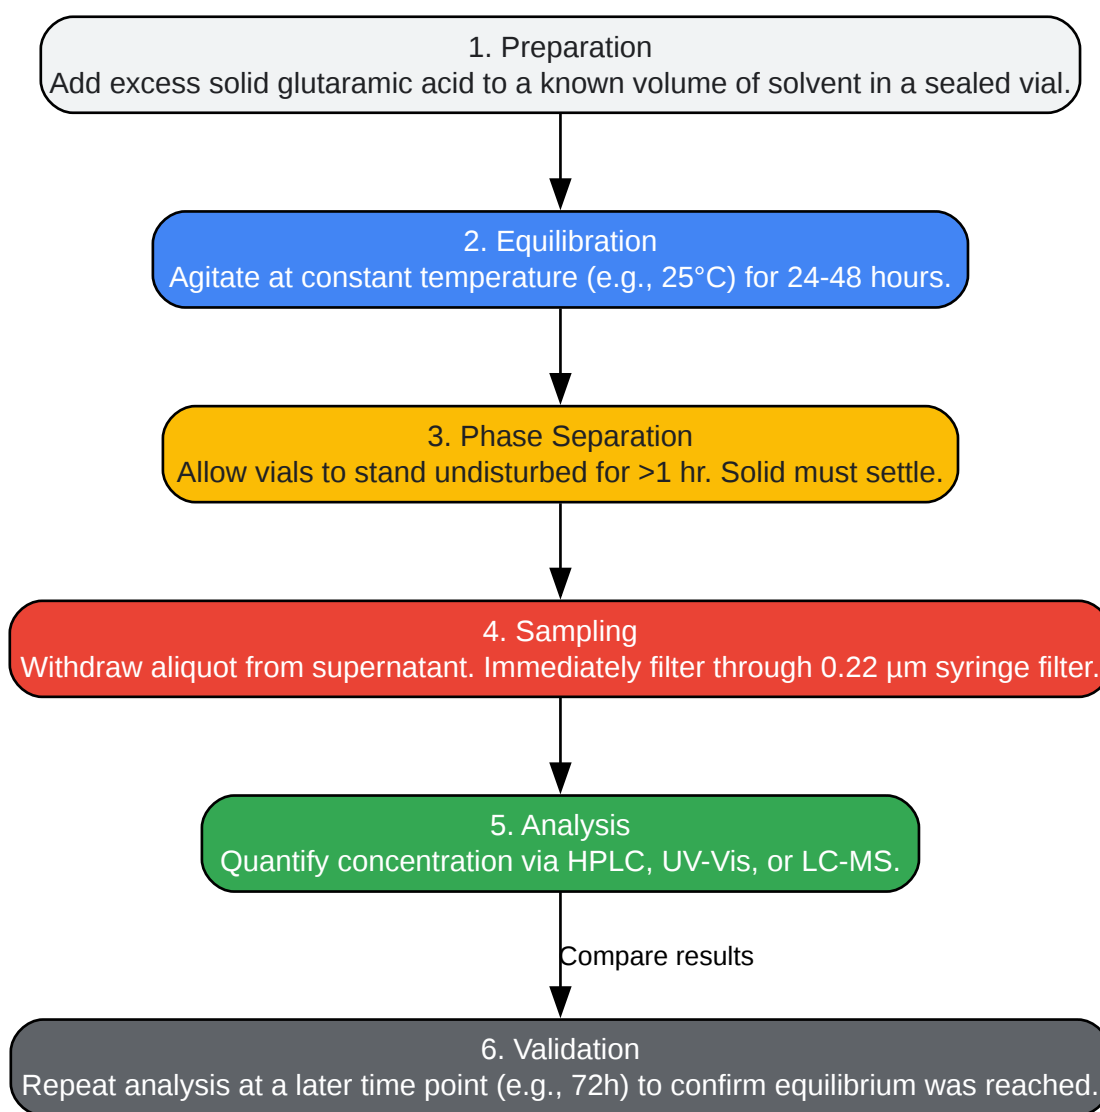 1. Preparation
Add excess solid glutaramic acid to a known volume of solvent in a sealed vial.
2. Equilibration
Agitate at constant temperature (e.g., 25°C) for 24-48 hours.
3. Phase Separation
Allow vials to stand undisturbed for >1 hr. Solid must settle.
4. Sampling
Withdraw aliquot from supernatant. Immediately filter through 0.22 µm syringe filter.
5. Analysis
Quantify concentration via HPLC, UV-Vis, or LC-MS.
Compare results
6. Validation
Repeat analysis at a later time point (e.g., 72h) to confirm equilibrium was reached.